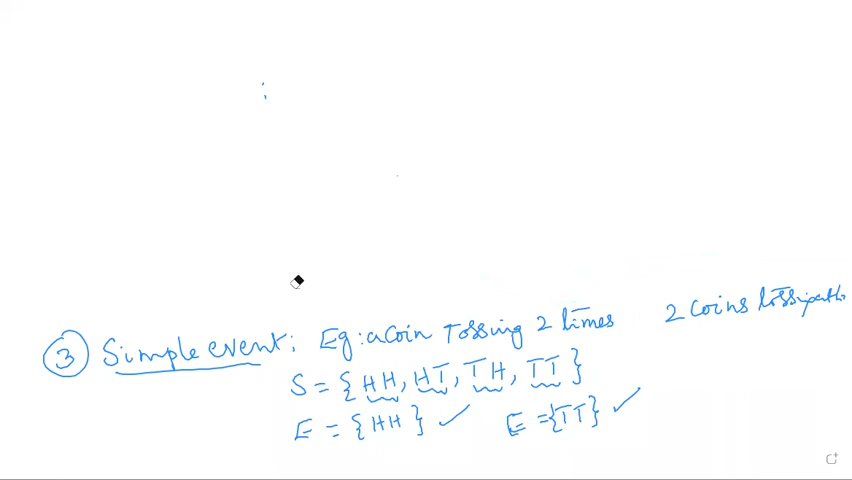 ③ Simple event: Eg: a Coin Tossing 2 times 2 Coins
S = {HH, HT, TH, TT}
E = {HH} ✓ E = {TT} ✓